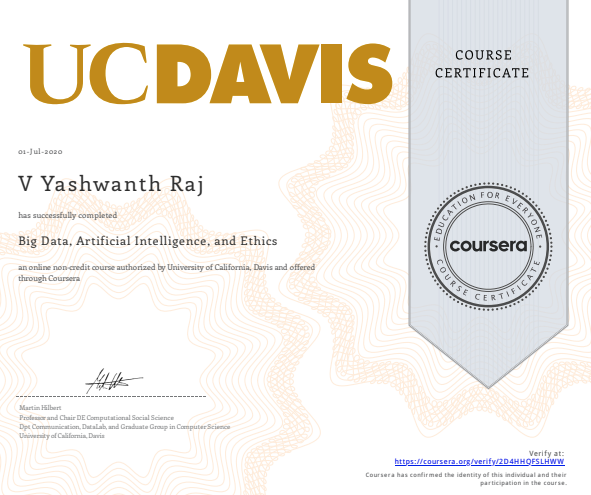 UCDAVIS
COURSE
CERTIFICATE
01-Jul-2020
V Yashwanth Raj
has successfully completed
Big Data, Artificial Intelligence, and Ethics
an online non-credit course authorized by University of California, Davis and offered
through Coursera
EDUCATION FOR EVERYONE
coursera
COURSE CERTIFICATE
Martin Hilbert
Professor and Chair DE Computational Social Science
Dpt Communication, DataLab, and Graduate Group in Computer Science
University of California, Davis
Verify at:
https://coursera.org/verify/2D4HHQFSLHWW
Coursera has confirmed the identity of this individual and their
participation in the course.